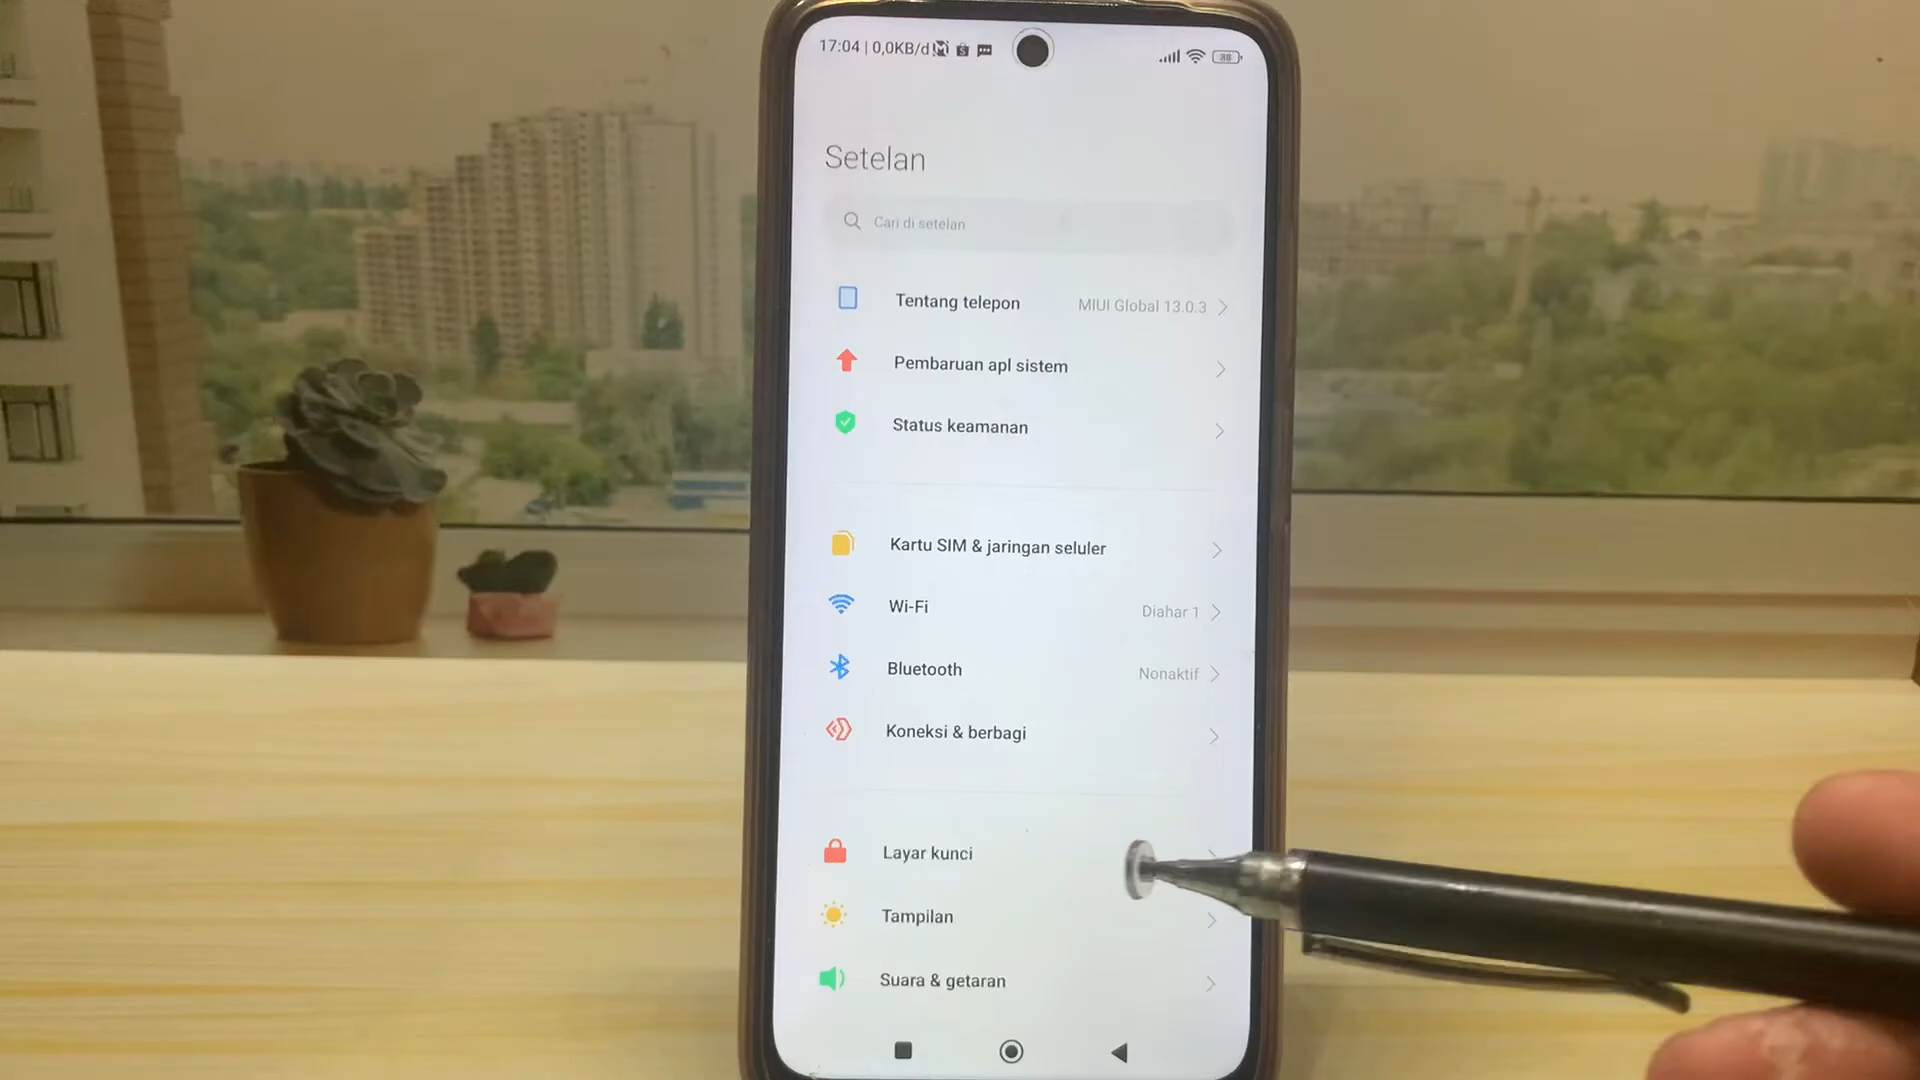 17:04 | 0,0KB/d
38
Setelan
Cari di setelan
Tentang telepon MIUI Global 13.0.3
Pembaruan apl sistem
Status keamanan
Kartu SIM & jaringan seluler
Wi-Fi Diahar 1
Bluetooth Nonaktif
Koneksi & berbagi
Layar kunci
Tampilan
Suara & getaran